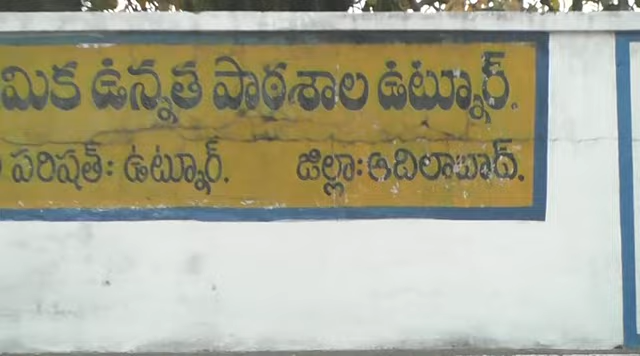 మిక ఉన్నత పాఠశాల ఉట్నూర్.
పరిషత్: ఉట్నూర్. జిల్లా: ఆదిలాబాద్.